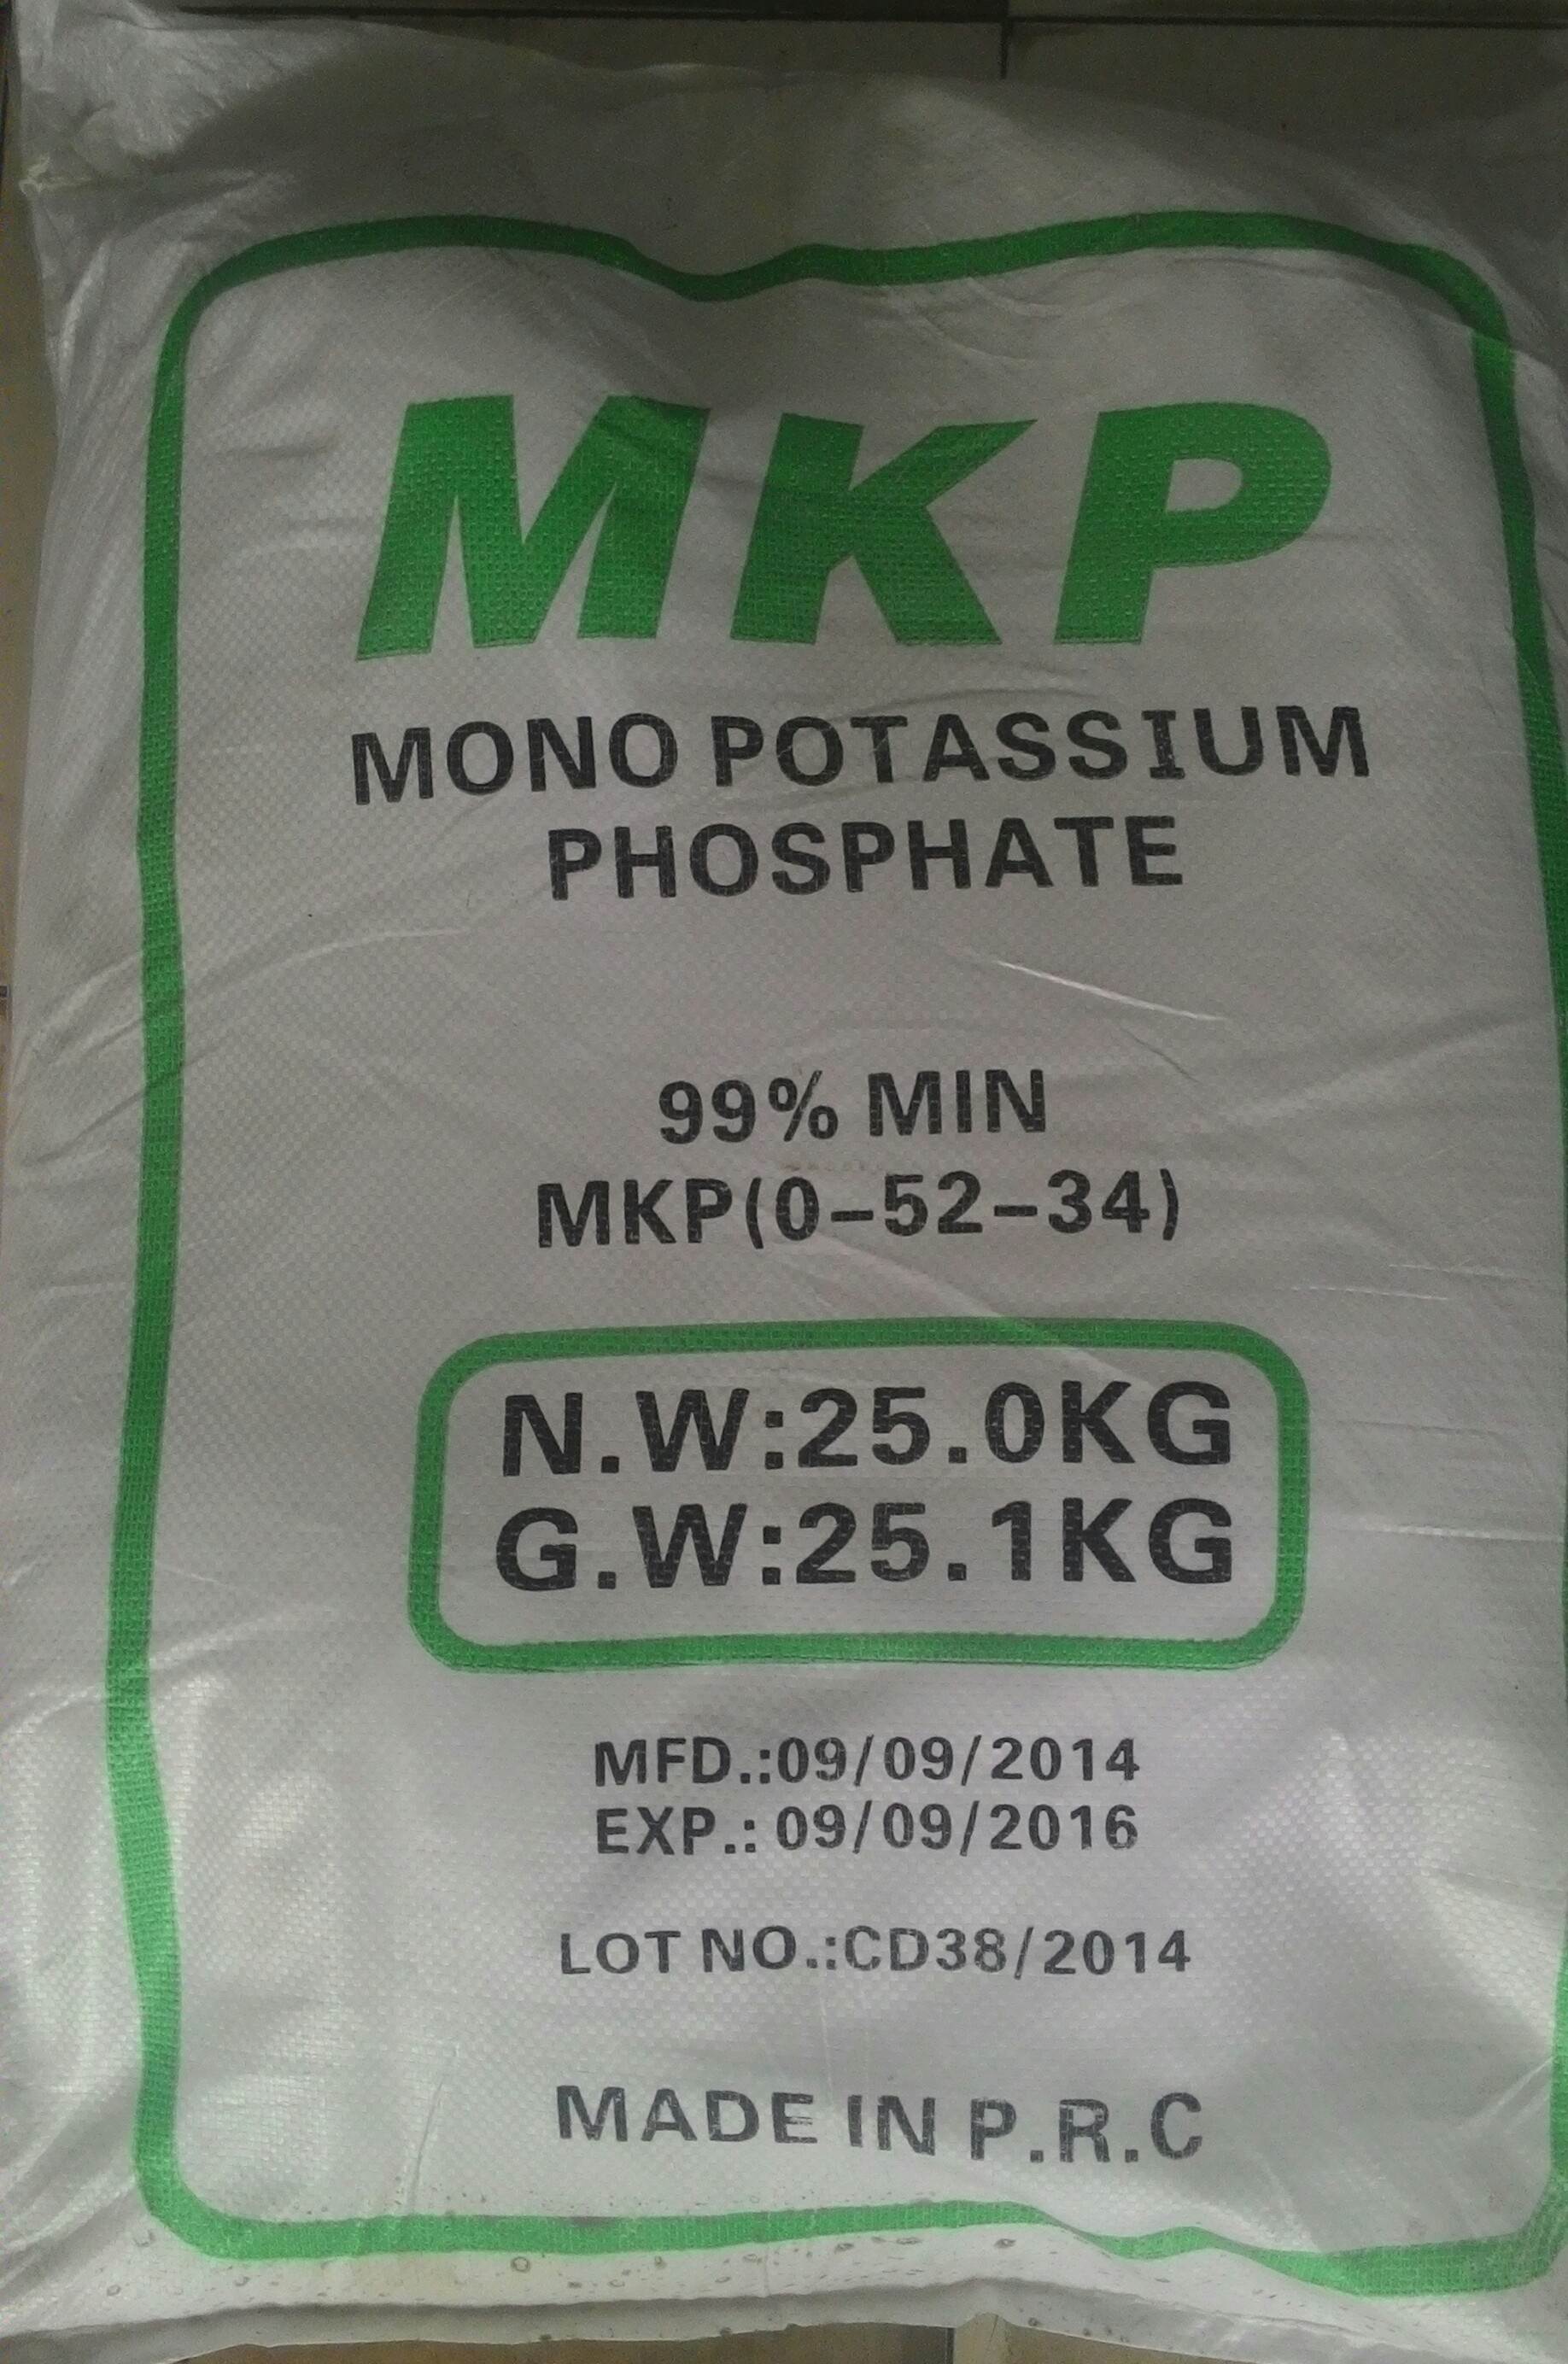 MKP
MONO POTASSIUM
PHOSPHATE
99% MIN
MKP(0-52-34)
N.W:25.0KG
G.W:25.1KG
MFD.:09/09/2014
EXP.: 09/09/2016
LOT NO.:CD38/2014
MADE IN P.R.C